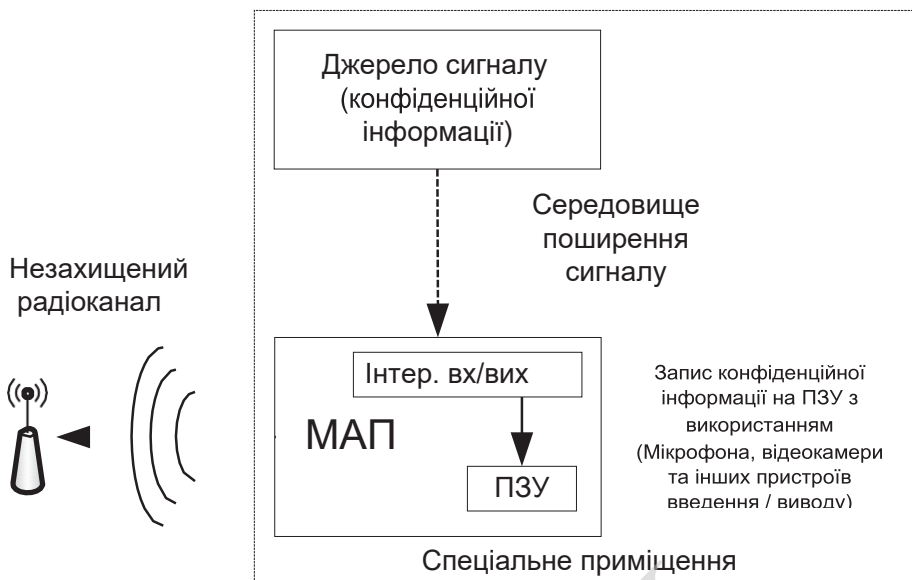 Джерело сигналу
(конфіденційної
інформації)
Середовище
поширення
сигналу
Незахищений
радіоканал
Інтер. вх/вих
МАП
ПЗУ
Запис конфіденційної
інформації на ПЗУ з
використанням
(Мікрофона, відеокамери
та інших пристроїв
введення / виводу)
Спеціальне приміщення